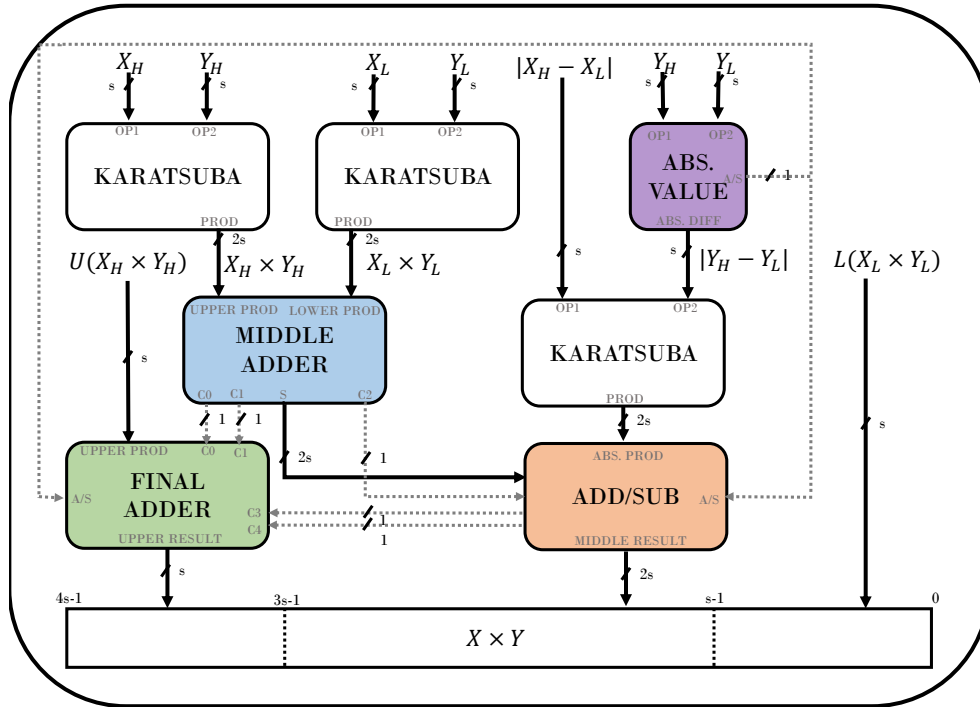 X_H Y_H X_L Y_L |X_H − X_L| Y_H Y_L
s s s s s s
OP1 OP2 OP1 OP2 OP1 OP2
KARATSUBA KARATSUBA ABS.
VALUE
A/S 1
PROD PROD ABS. DIFF
2s 2s s s
U(X_H × Y_H) X_H × Y_H X_L × Y_L |Y_H − Y_L| L(X_L × Y_L)
UPPER PROD LOWER PROD OP1 OP2
MIDDLE
ADDER
KARATSUBA
s
C0 C1 S C2 PROD
1 1 2s s
UPPER PROD C0 C1 2s 1 ABS. PROD
FINAL
ADDER
A/S C3 C4
ADD/SUB
A/S
1
1
UPPER RESULT MIDDLE RESULT
s 2s
4s-1 3s-1 s-1 0
X × Y